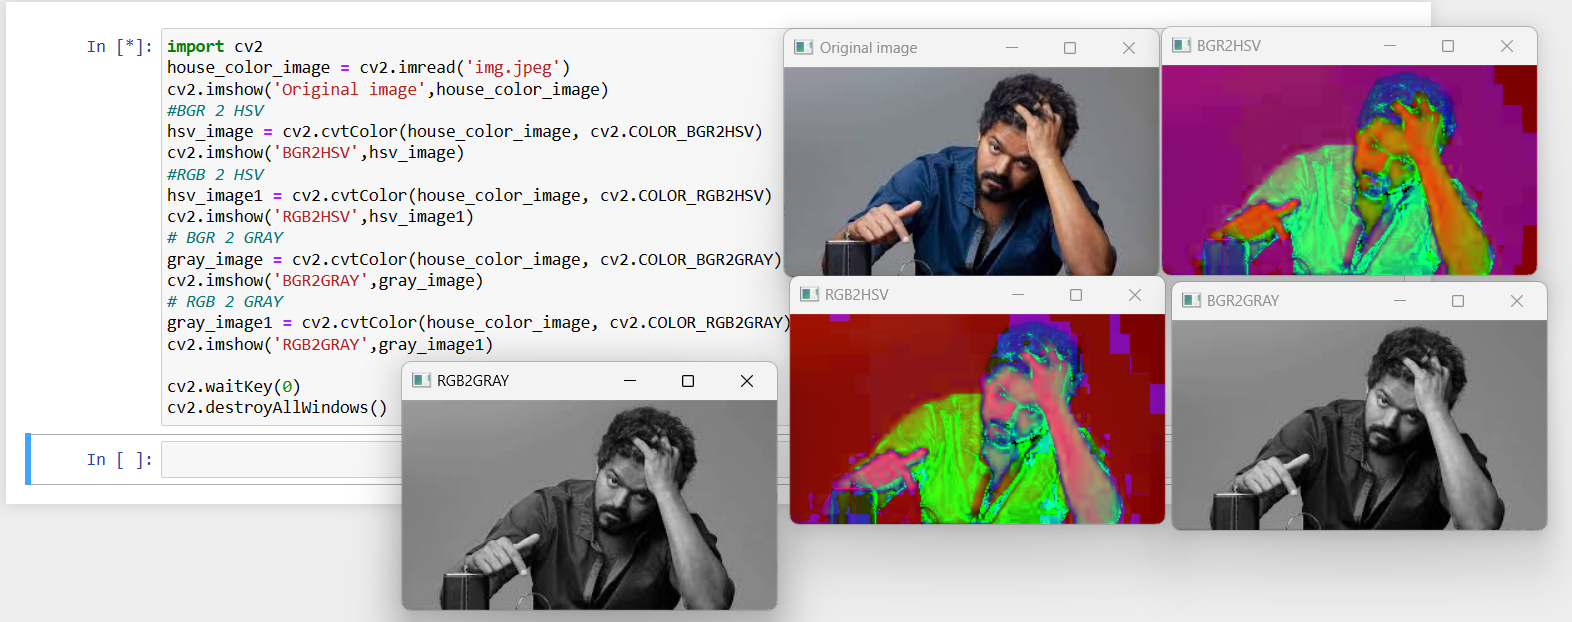 In [*]:
import cv2
house_color_image = cv2.imread('img.jpeg')
cv2.imshow('Original image',house_color_image)
#BGR 2 HSV
hsv_image = cv2.cvtColor(house_color_image, cv2.COLOR_BGR2HSV)
cv2.imshow('BGR2HSV',hsv_image)
#RGB 2 HSV
hsv_image1 = cv2.cvtColor(house_color_image, cv2.COLOR_RGB2HSV)
cv2.imshow('RGB2HSV',hsv_image1)
# BGR 2 GRAY
gray_image = cv2.cvtColor(house_color_image, cv2.COLOR_BGR2GRAY)
cv2.imshow('BGR2GRAY',gray_image)
# RGB 2 GRAY
gray_image1 = cv2.cvtColor(house_color_image, cv2.COLOR_RGB2GRAY)
cv2.imshow('RGB2GRAY',gray_image1)
cv2.waitKey(0)
cv2.destroyAllWindows()
In [ ]:
Original image
BGR2HSV
RGB2HSV
BGR2GRAY
RGB2GRAY